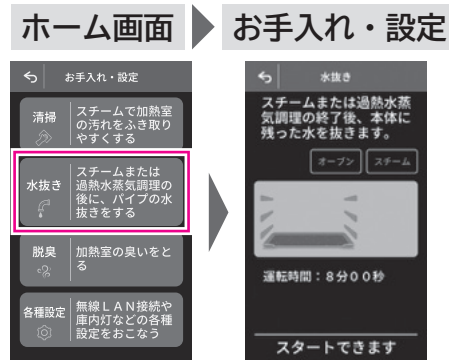 ホーム画面 お手入れ・設定
お手入れ・設定
清掃
スチームで加熱室
の汚れをふき取り
やすくする
水抜き
スチームまたは
過熱水蒸気調理の
後に、パイプの水
抜きをする
脱臭
加熱室の臭いをと
る
各種設定
無線LAN接続や
庫内灯などの各種
設定をおこなう
水抜き
スチームまたは過熱水蒸
気調理の終了後、本体に
残った水を抜きます。
オーブン スチーム
運転時間:8分00秒
スタートできます